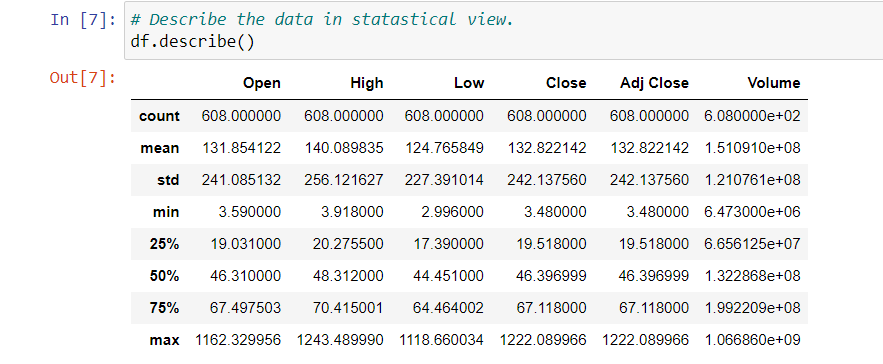 In [7]: # Describe the data in statastical view.
df.describe()
Out[7]:
Open High Low Close Adj Close Volume
count 608.000000 608.000000 608.000000 608.000000 608.000000 6.080000e+02
mean 131.854122 140.089835 124.765849 132.822142 132.822142 1.510910e+08
std 241.085132 256.121627 227.391014 242.137560 242.137560 1.210761e+08
min 3.590000 3.918000 2.996000 3.480000 3.480000 6.473000e+06
25% 19.031000 20.275500 17.390000 19.518000 19.518000 6.656125e+07
50% 46.310000 48.312000 44.451000 46.396999 46.396999 1.322868e+08
75% 67.497503 70.415001 64.464002 67.118000 67.118000 1.992209e+08
max 1162.329956 1243.489990 1118.660034 1222.089966 1222.089966 1.066860e+09